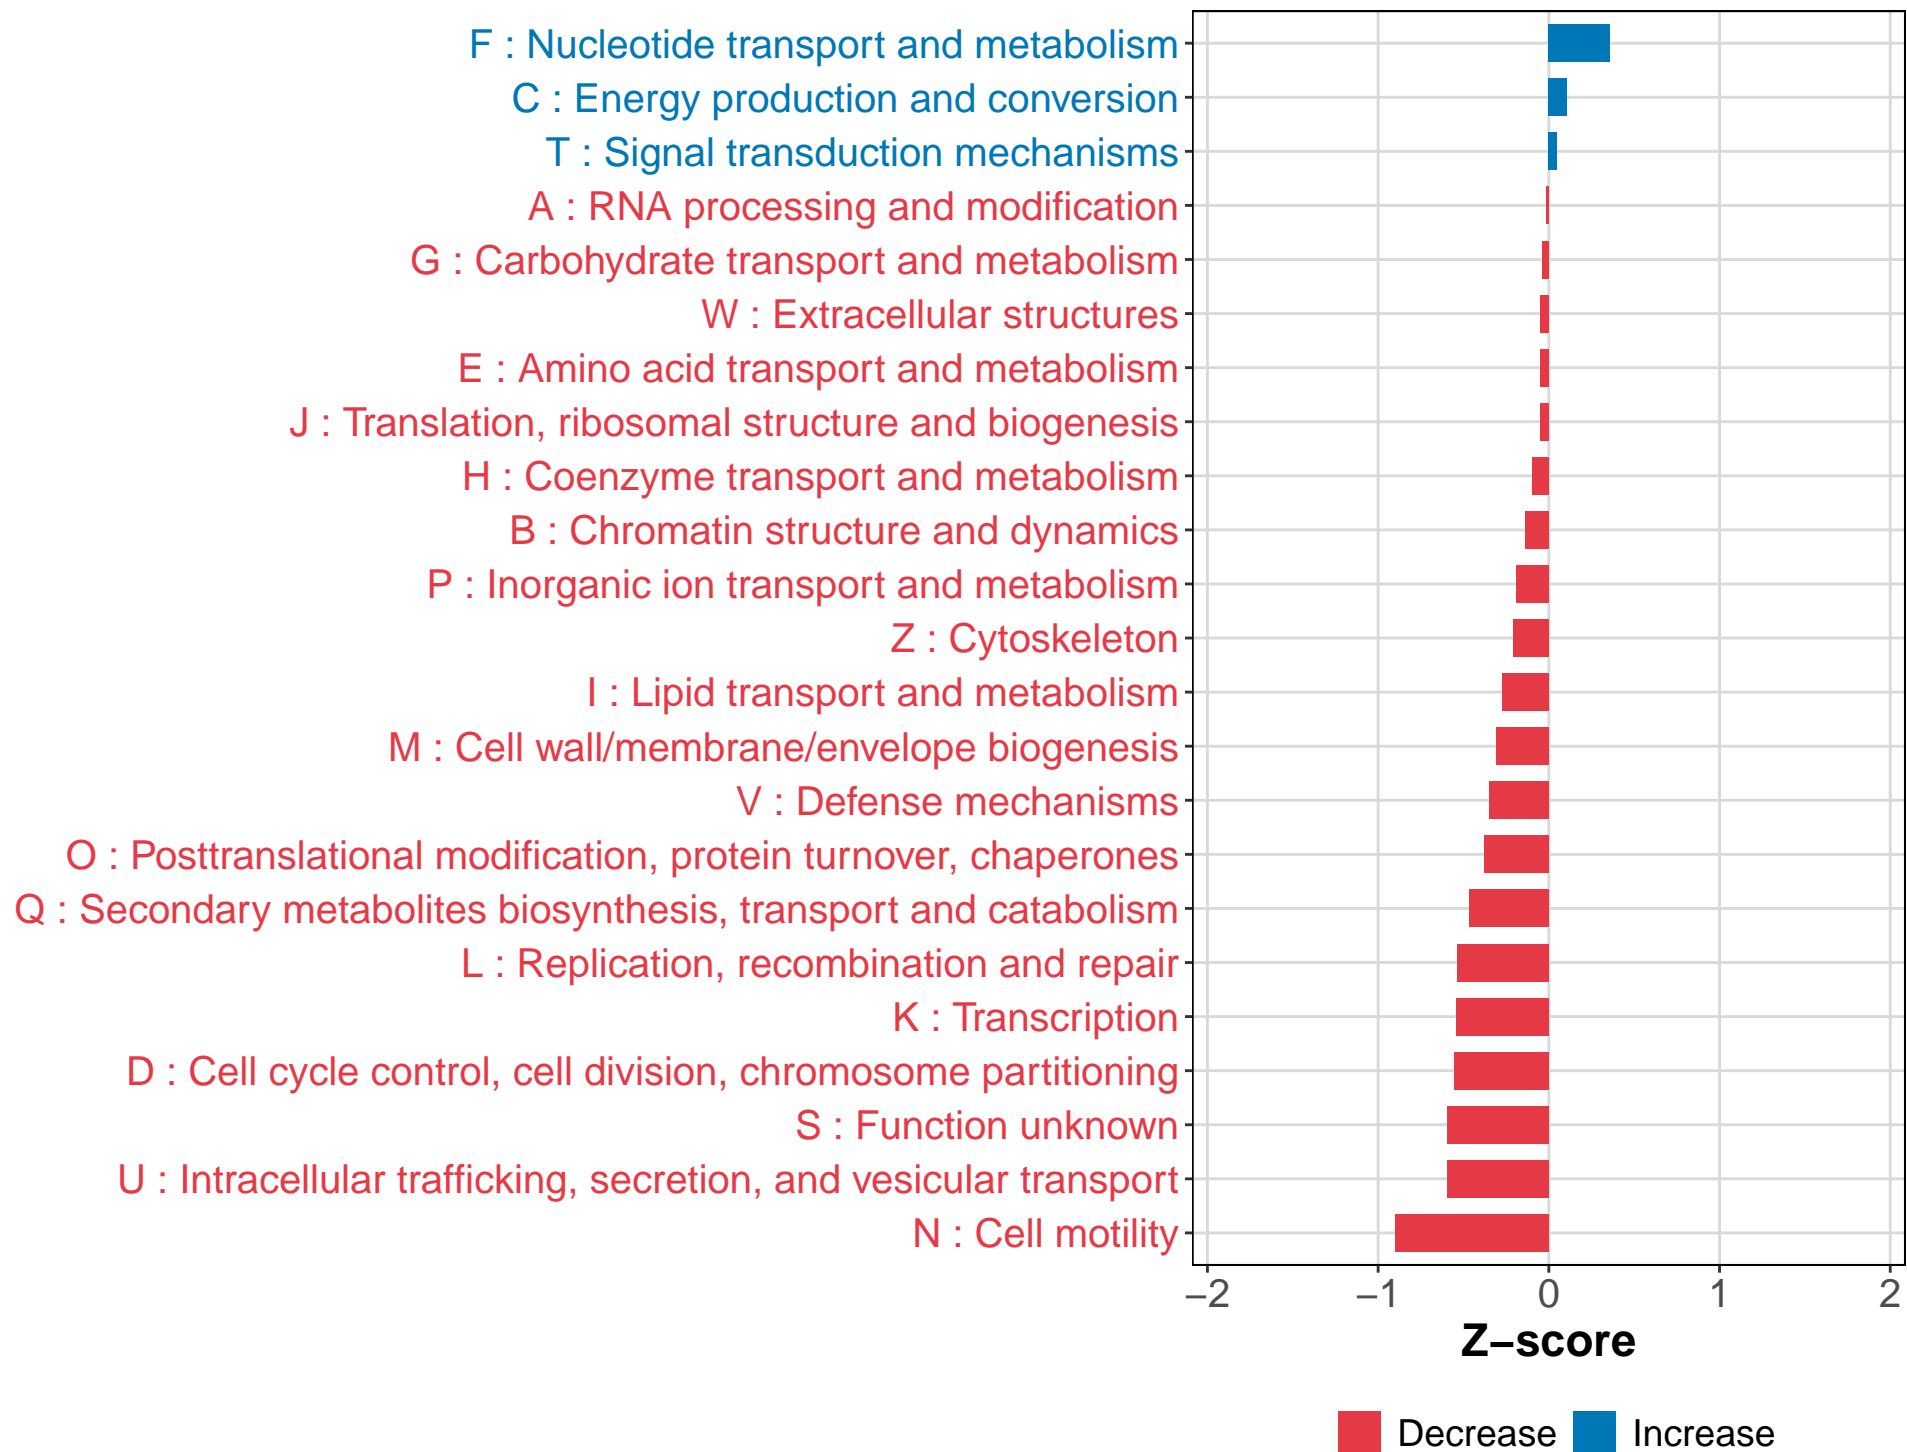 F : Nucleotide transport and metabolism
C : Energy production and conversion
T : Signal transduction mechanisms
A : RNA processing and modification
G : Carbohydrate transport and metabolism
W : Extracellular structures
E : Amino acid transport and metabolism
J : Translation, ribosomal structure and biogenesis
H : Coenzyme transport and metabolism
B : Chromatin structure and dynamics
P : Inorganic ion transport and metabolism
Z : Cytoskeleton
I : Lipid transport and metabolism
M : Cell wall/membrane/envelope biogenesis
V : Defense mechanisms
O : Posttranslational modification, protein turnover, chaperones
Q : Secondary metabolites biosynthesis, transport and catabolism
L : Replication, recombination and repair
K : Transcription
D : Cell cycle control, cell division, chromosome partitioning
S : Function unknown
U : Intracellular trafficking, secretion, and vesicular transport
N : Cell motility
−2 −1 0 1 2
Z−score
Decrease Increase